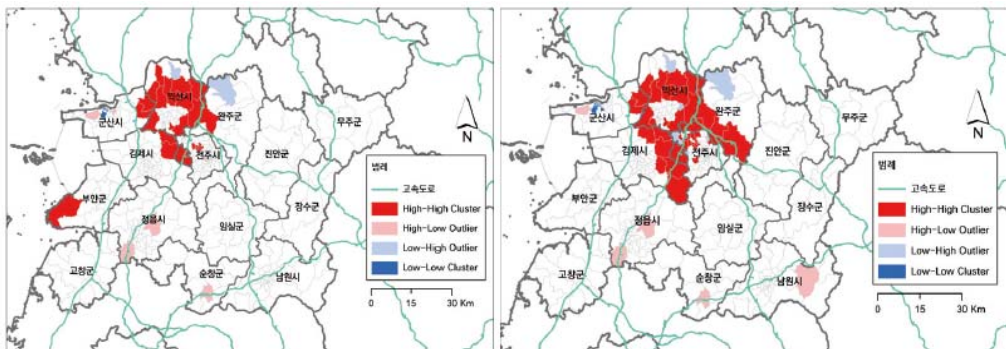 익산시
군산시
완주군
무주군
김제시
전주시
진안군
부안군
장수군
정읍시
임실군
고창군
순창군
남원시
N
범례
고속도로
High-High Cluster
High-Low Outlier
Low-High Outlier
Low-Low Cluster
0 15 30 Km
익산시
군산시
완주군
무주군
김제시
전주시
진안군
부안군
장수군
정읍시
임실군
고창군
순창군
남원시
N
범례
고속도로
High-High Cluster
High-Low Outlier
Low-High Outlier
Low-Low Cluster
0 15 30 Km